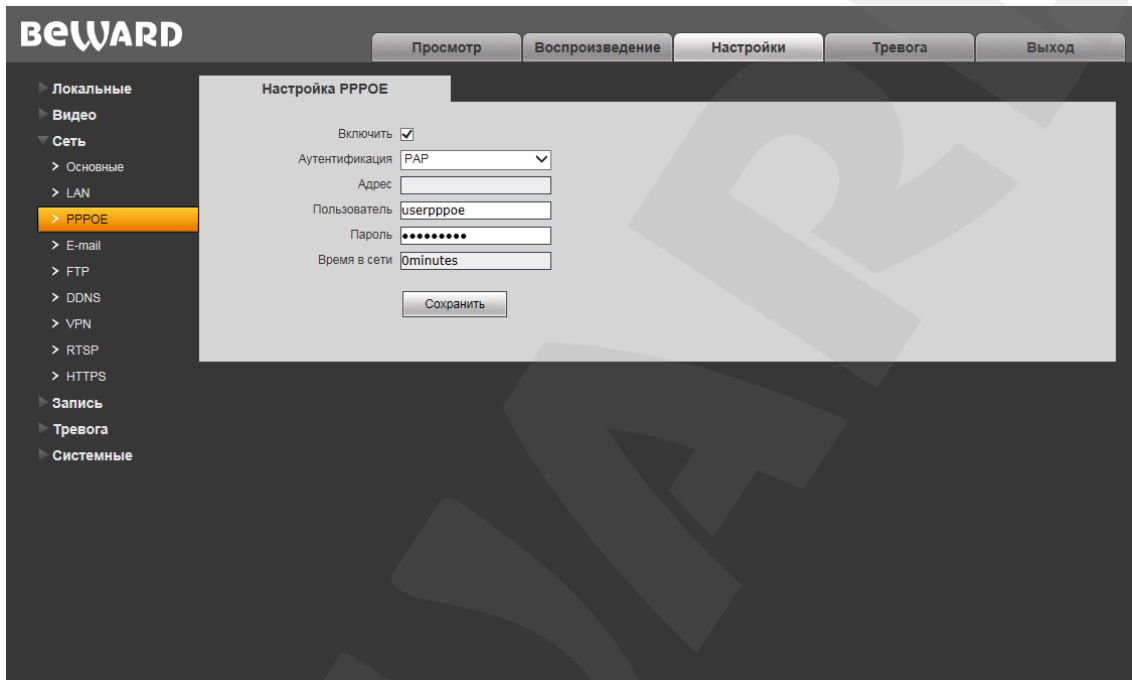 BEWARD
Просмотр Воспроизведение Настройки Тревога Выход
Локальные
Видео
Сеть
> Основные
> LAN
> PPPOE
> E-mail
> FTP
> DDNS
> VPN
> RTSP
> HTTPS
Запись
Тревога
Системные
Настройка PPPOE
Включить
Аутентификация PAP
Адрес
Пользователь userpppoe
Пароль •••••••••
Время в сети 0minutes
Сохранить